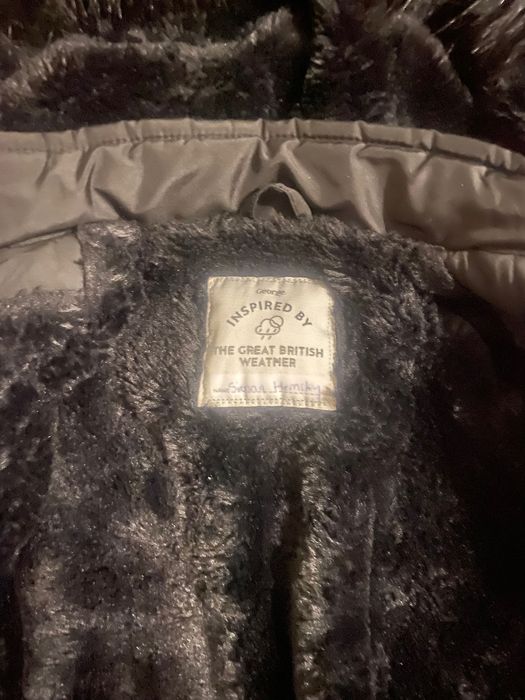 George
INSPIRED BY
THE GREAT BRITISH
WEATHER